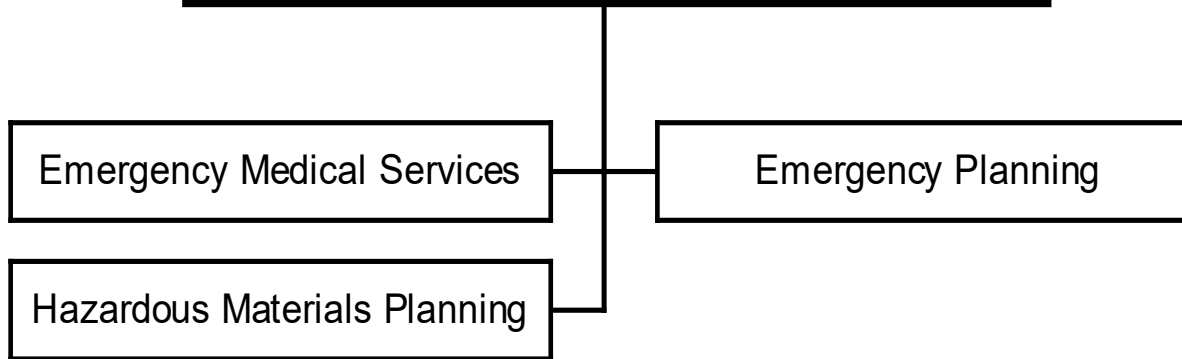 Emergency Medical Services
Emergency Planning
Hazardous Materials Planning